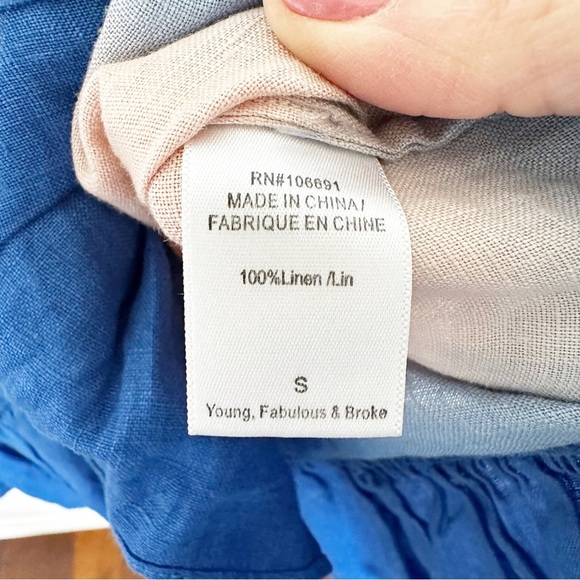 RN#106691
MADE IN CHINA/
FABRIQUE EN CHINE
100%Linen /Lin
S
Young, Fabulous & Broke